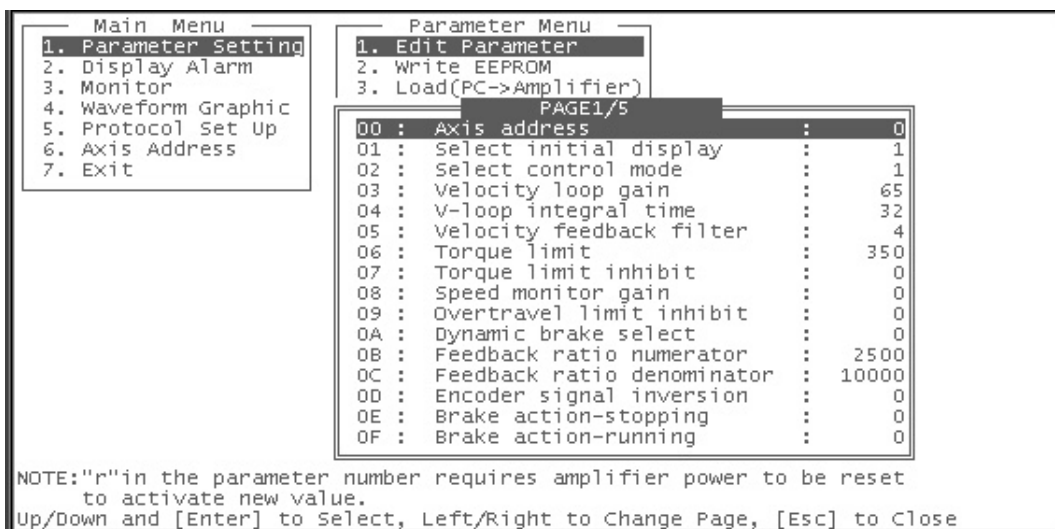 Main Menu
1. Parameter Setting
2. Display Alarm
3. Monitor
4. Waveform Graphic
5. Protocol Set Up
6. Axis Address
7. Exit
Parameter Menu
1. Edit Parameter
2. Write EEPROM
3. Load(PC->Amplifier)
PAGE1/5
00 : Axis address : 0
01 : Select initial display : 1
02 : Select control mode : 1
03 : Velocity loop gain : 65
04 : V-loop integral time : 32
05 : Velocity feedback filter : 4
06 : Torque limit : 350
07 : Torque limit inhibit : 0
08 : Speed monitor gain : 0
09 : Overtravel limit inhibit : 0
0A : Dynamic brake select : 0
0B : Feedback ratio numerator : 2500
0C : Feedback ratio denominator : 10000
0D : Encoder signal inversion : 0
0E : Brake action-stopping : 0
0F : Brake action-running : 0
NOTE:"r"in the parameter number requires amplifier power to be reset
to activate new value.
Up/Down and [Enter] to Select, Left/Right to Change Page, [Esc] to Close